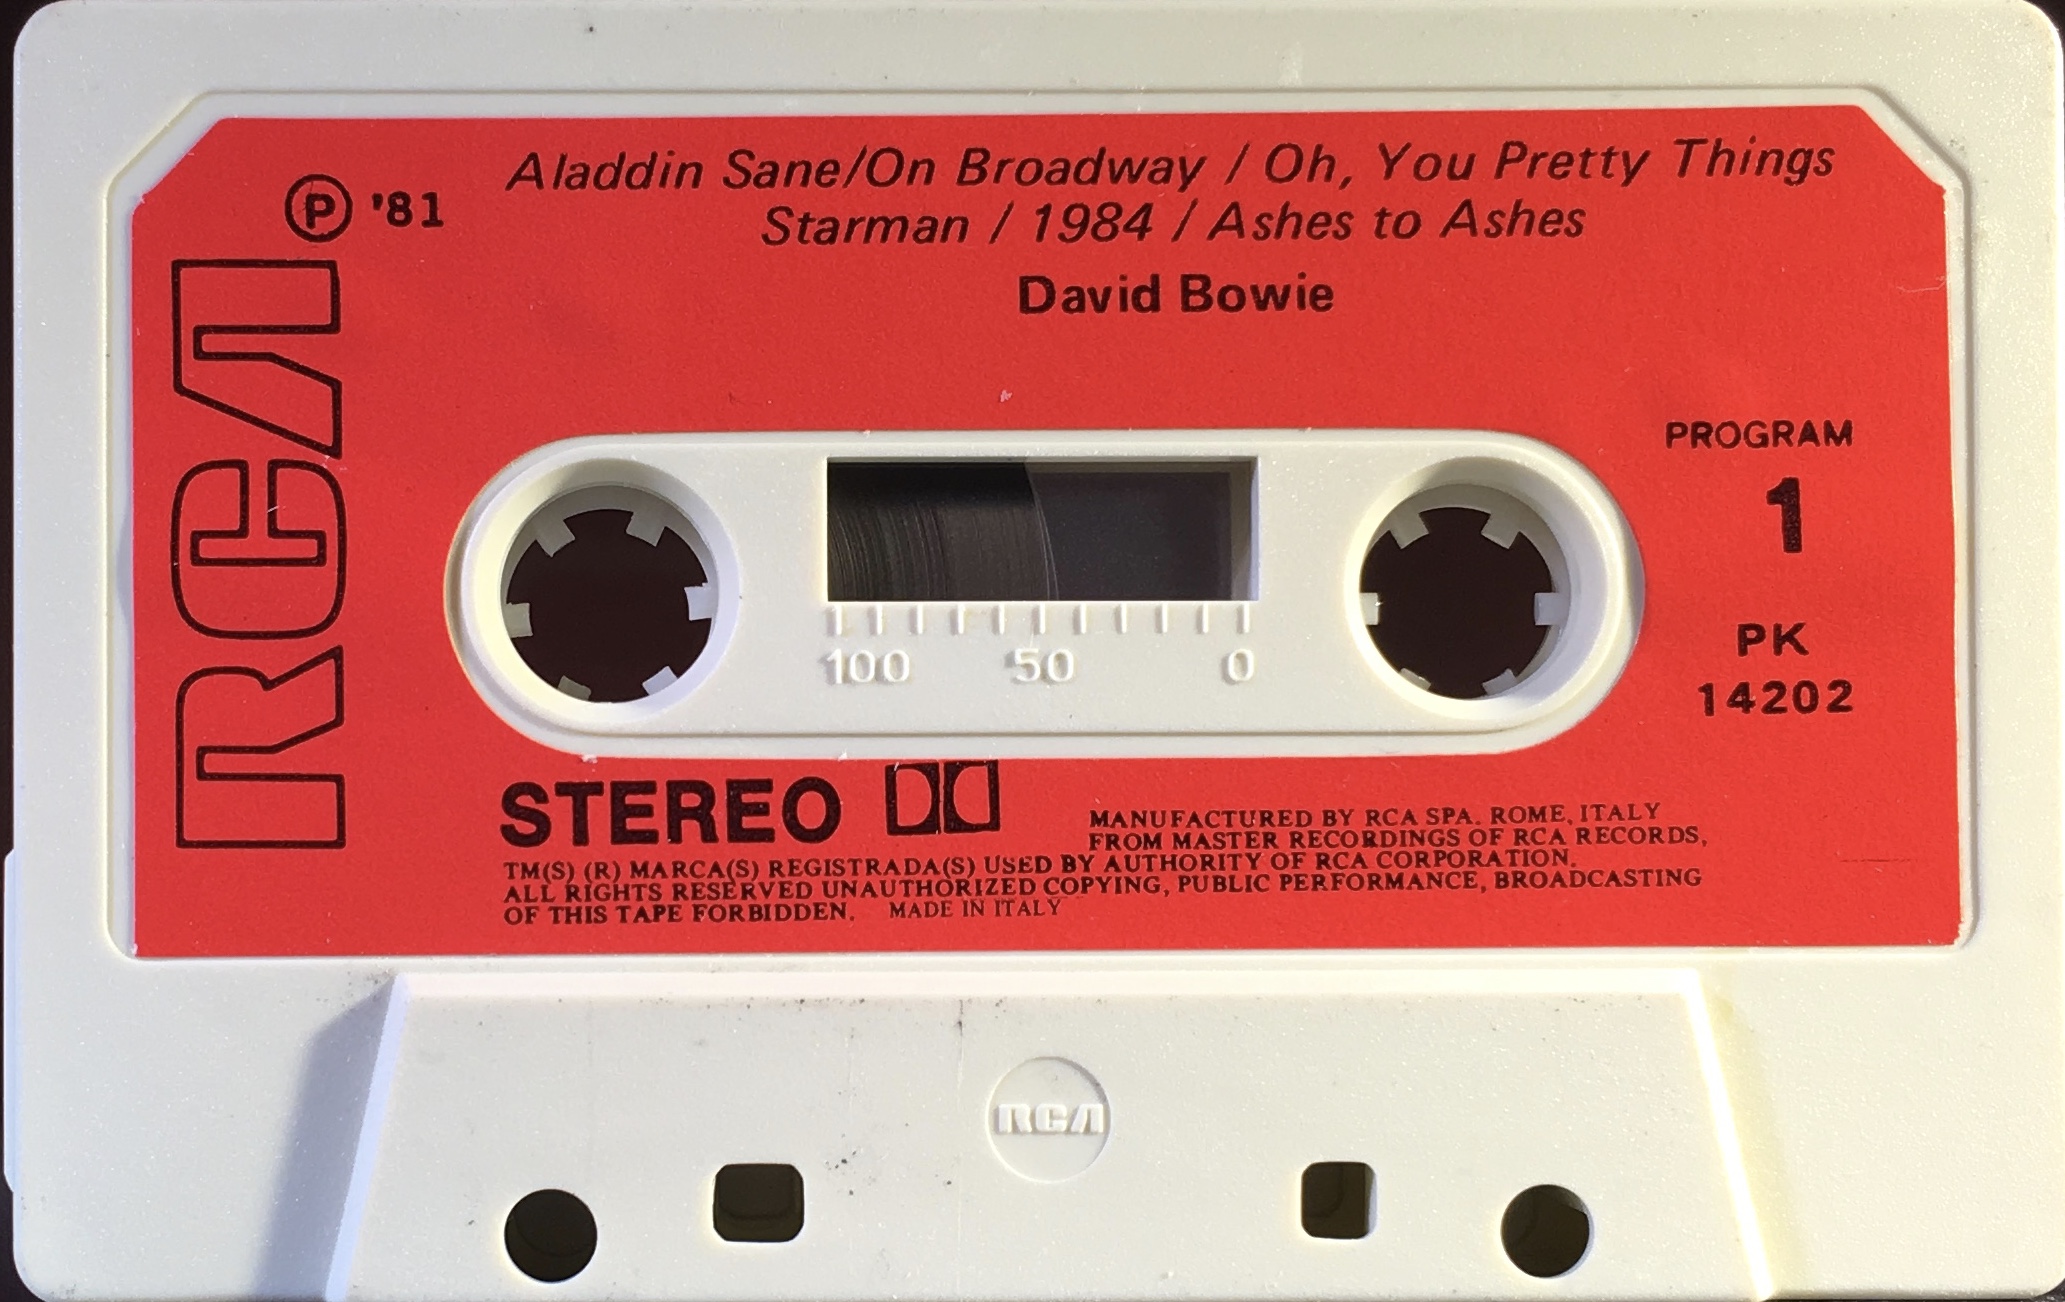 Aladdin Sane/On Broadway / Oh, You Pretty Things
Starman / 1984 / Ashes to Ashes
David Bowie
Ⓟ '81
RCA
PROGRAM
1
PK
14202
100 50 0
STEREO
MANUFACTURED BY RCA SPA. ROME, ITALY
FROM MASTER RECORDINGS OF RCA RECORDS,
TM(S) (R) MARCA(S) REGISTRADA(S) USED BY AUTHORITY OF RCA CORPORATION.
ALL RIGHTS RESERVED UNAUTHORIZED COPYING, PUBLIC PERFORMANCE, BROADCASTING
OF THIS TAPE FORBIDDEN. MADE IN ITALY
RCA